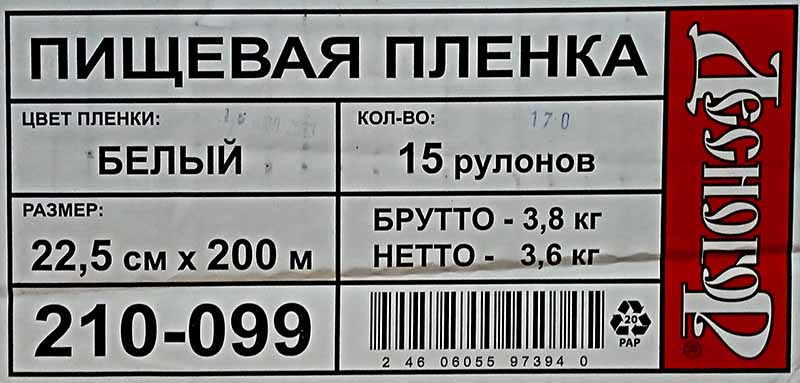 ПИЩЕВАЯ ПЛЕНКА
ЦВЕТ ПЛЕНКИ:
БЕЛЫЙ
КОЛ-ВО:
170
15 рулонов
РАЗМЕР:
22,5 см х 200 м
БРУТТО - 3,8 кг
НЕТТО - 3,6 кг
210-099
2 46 06055 97394 0
20
PAP
Десногор